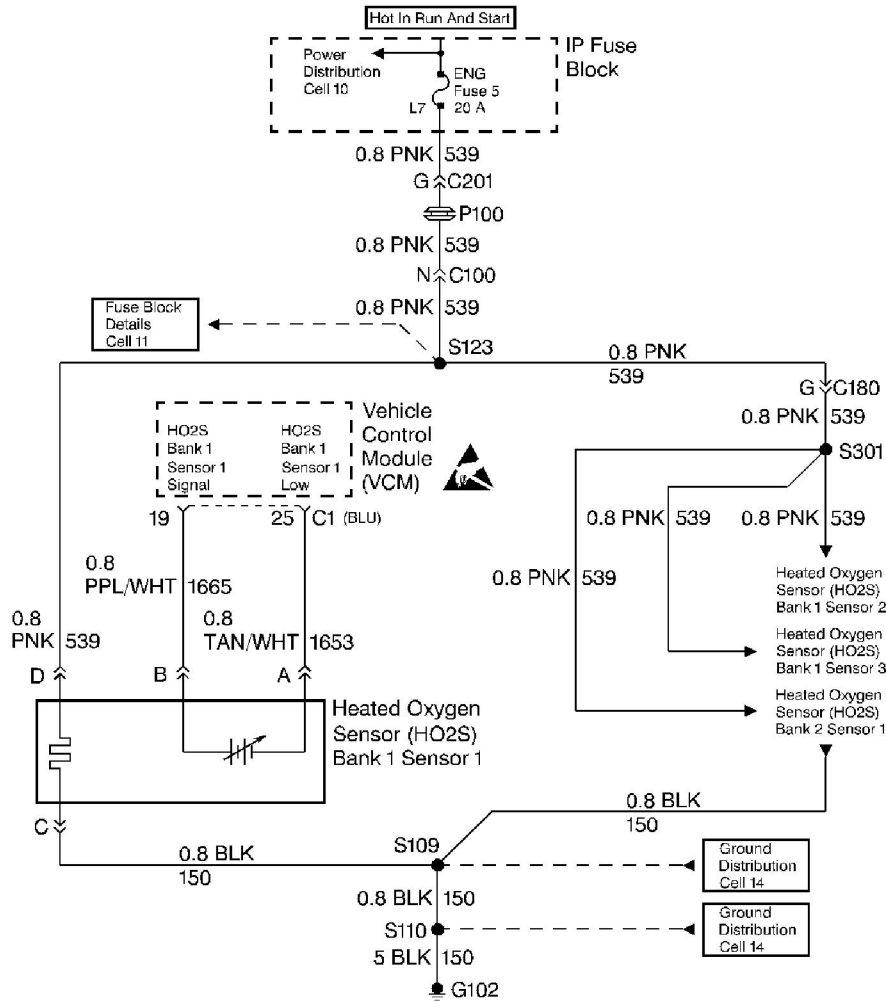 Hot In Run And Start
Power
Distribution
Cell 10
ENG
Fuse 5
20 A
L7
IP Fuse
Block
0.8 PNK 539
G C201
P100
0.8 PNK 539
N C100
0.8 PNK 539
Fuse Block
Details
Cell 11
S123
0.8 PNK
539
G C180
0.8 PNK 539
S301
HO2S
Bank 1
Sensor 1
Signal
HO2S
Bank 1
Sensor 1
Low
Vehicle
Control
Module
(VCM)
19
25 C1 (BLU)
0.8 PNK 539
0.8 PNK 539
0.8 PNK 539
0.8
PPL/WHT 1665
0.8
TAN/WHT 1653
0.8
PNK 539
Heated Oxygen
Sensor (HO2S)
Bank 1 Sensor 2
Heated Oxygen
Sensor (HO2S)
Bank 1 Sensor 3
Heated Oxygen
Sensor (HO2S)
Bank 2 Sensor 1
D
B
A
Heated Oxygen
Sensor (HO2S)
Bank 1 Sensor 1
C
0.8 BLK
150
0.8 BLK
150
S109
Ground
Distribution
Cell 14
0.8 BLK 150
S110
Ground
Distribution
Cell 14
5 BLK 150
G102